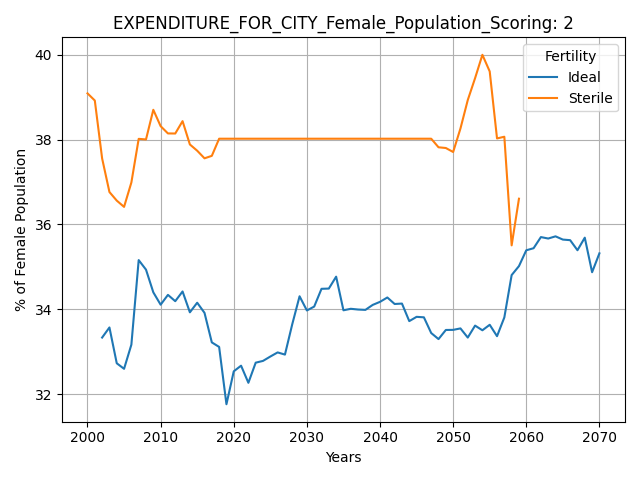 EXPENDITURE_FOR_CITY_Female_Population_Scoring: 2
Fertility
Ideal
Sterile
% of Female Population
40
38
36
34
32
2000 2010 2020 2030 2040 2050 2060 2070
Years